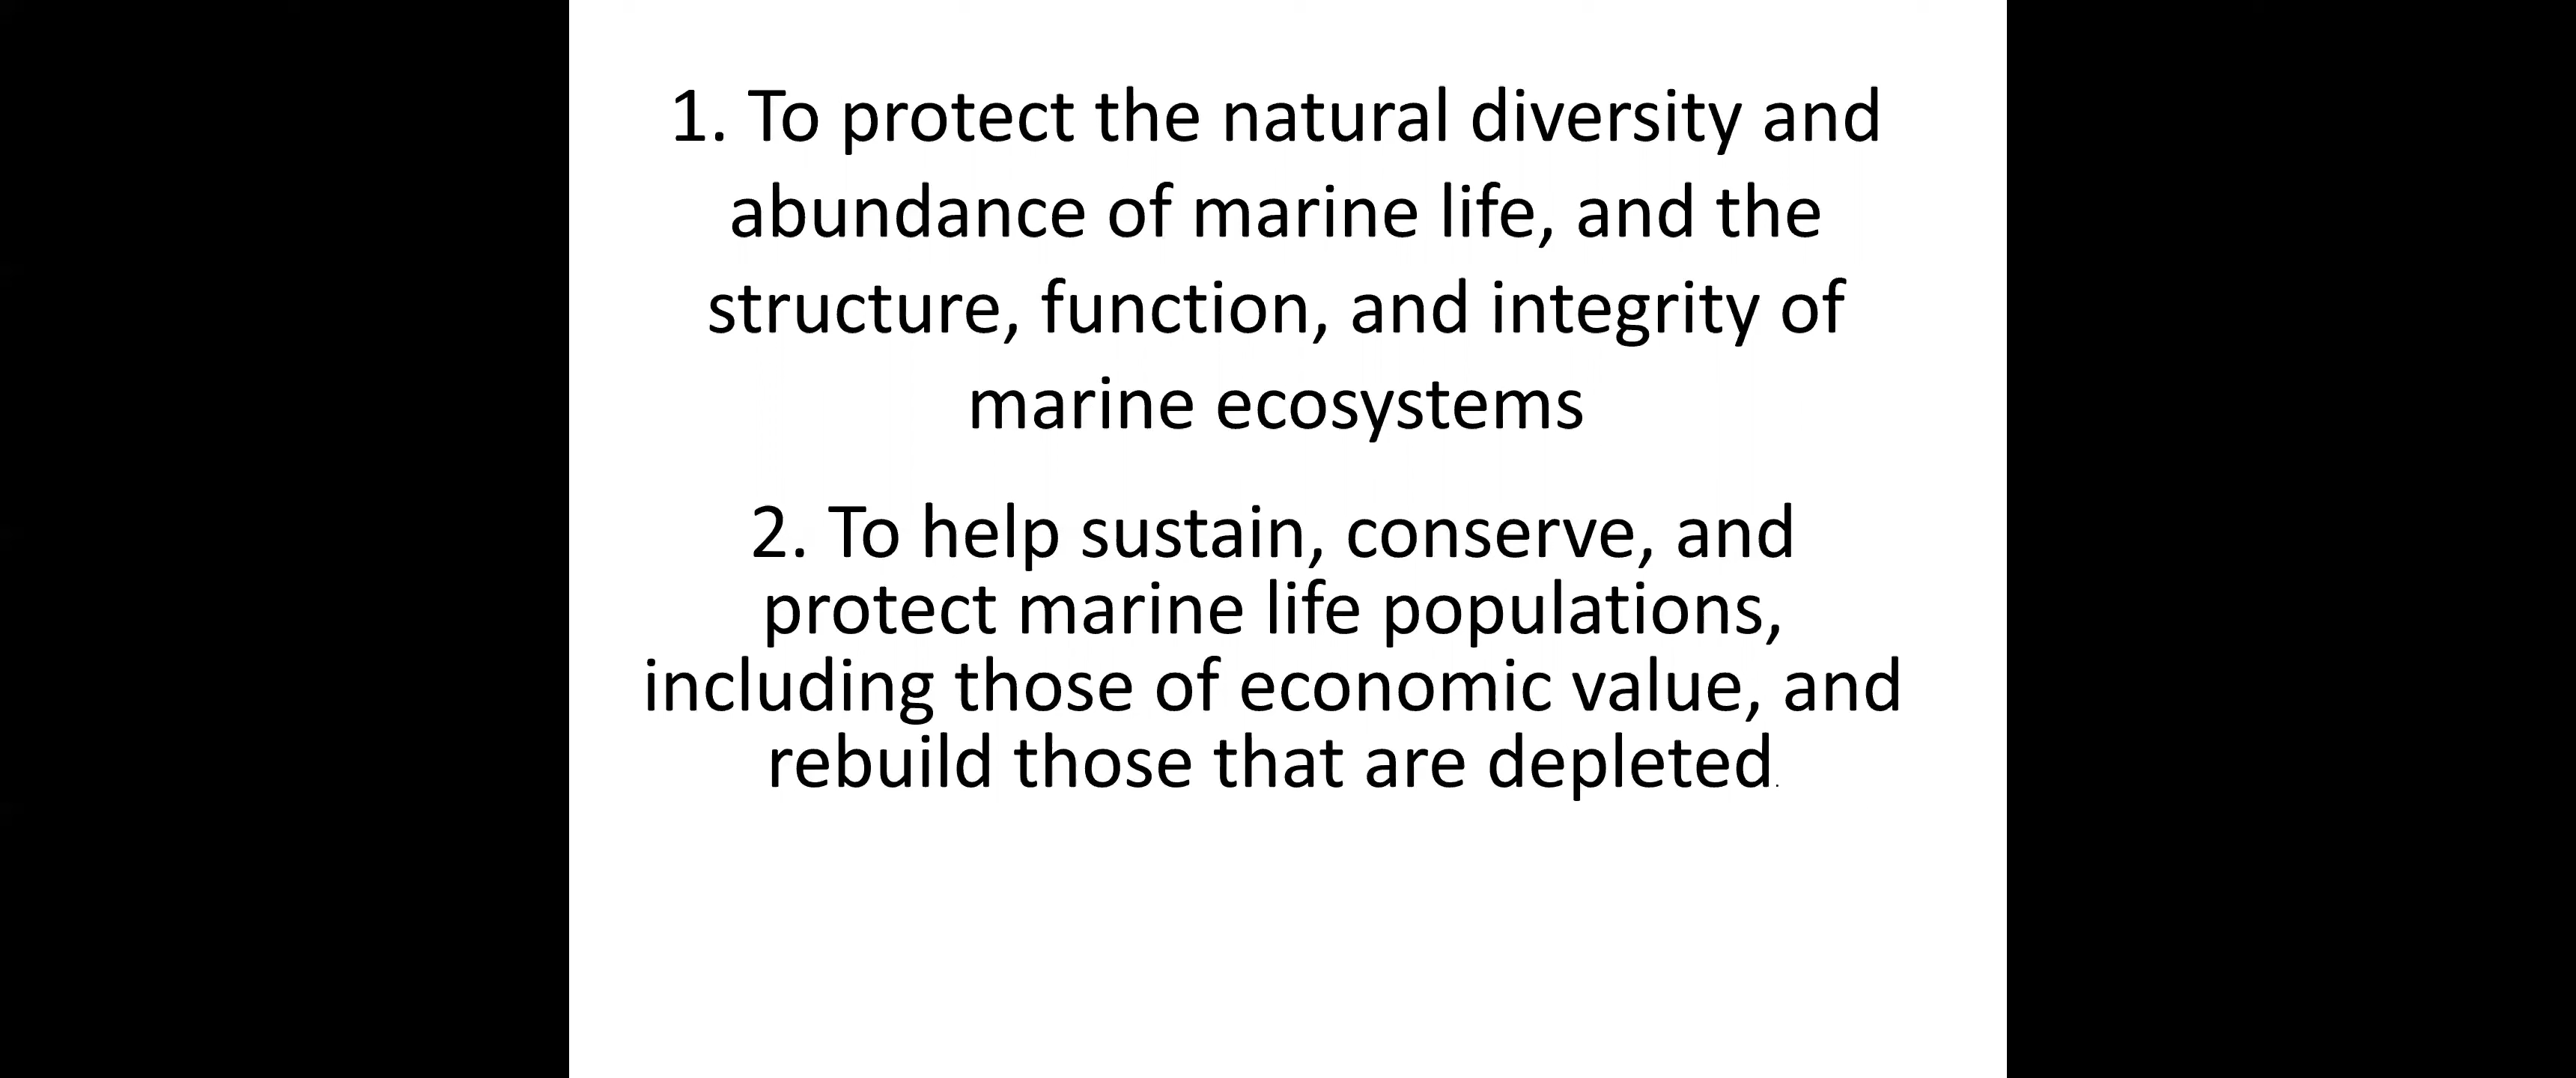 1. To protect the natural diversity and
abundance of marine life, and the
structure, function, and integrity of
marine ecosystems
2. To help sustain, conserve, and
protect marine life populations,
including those of economic value, and
rebuild those that are depleted.